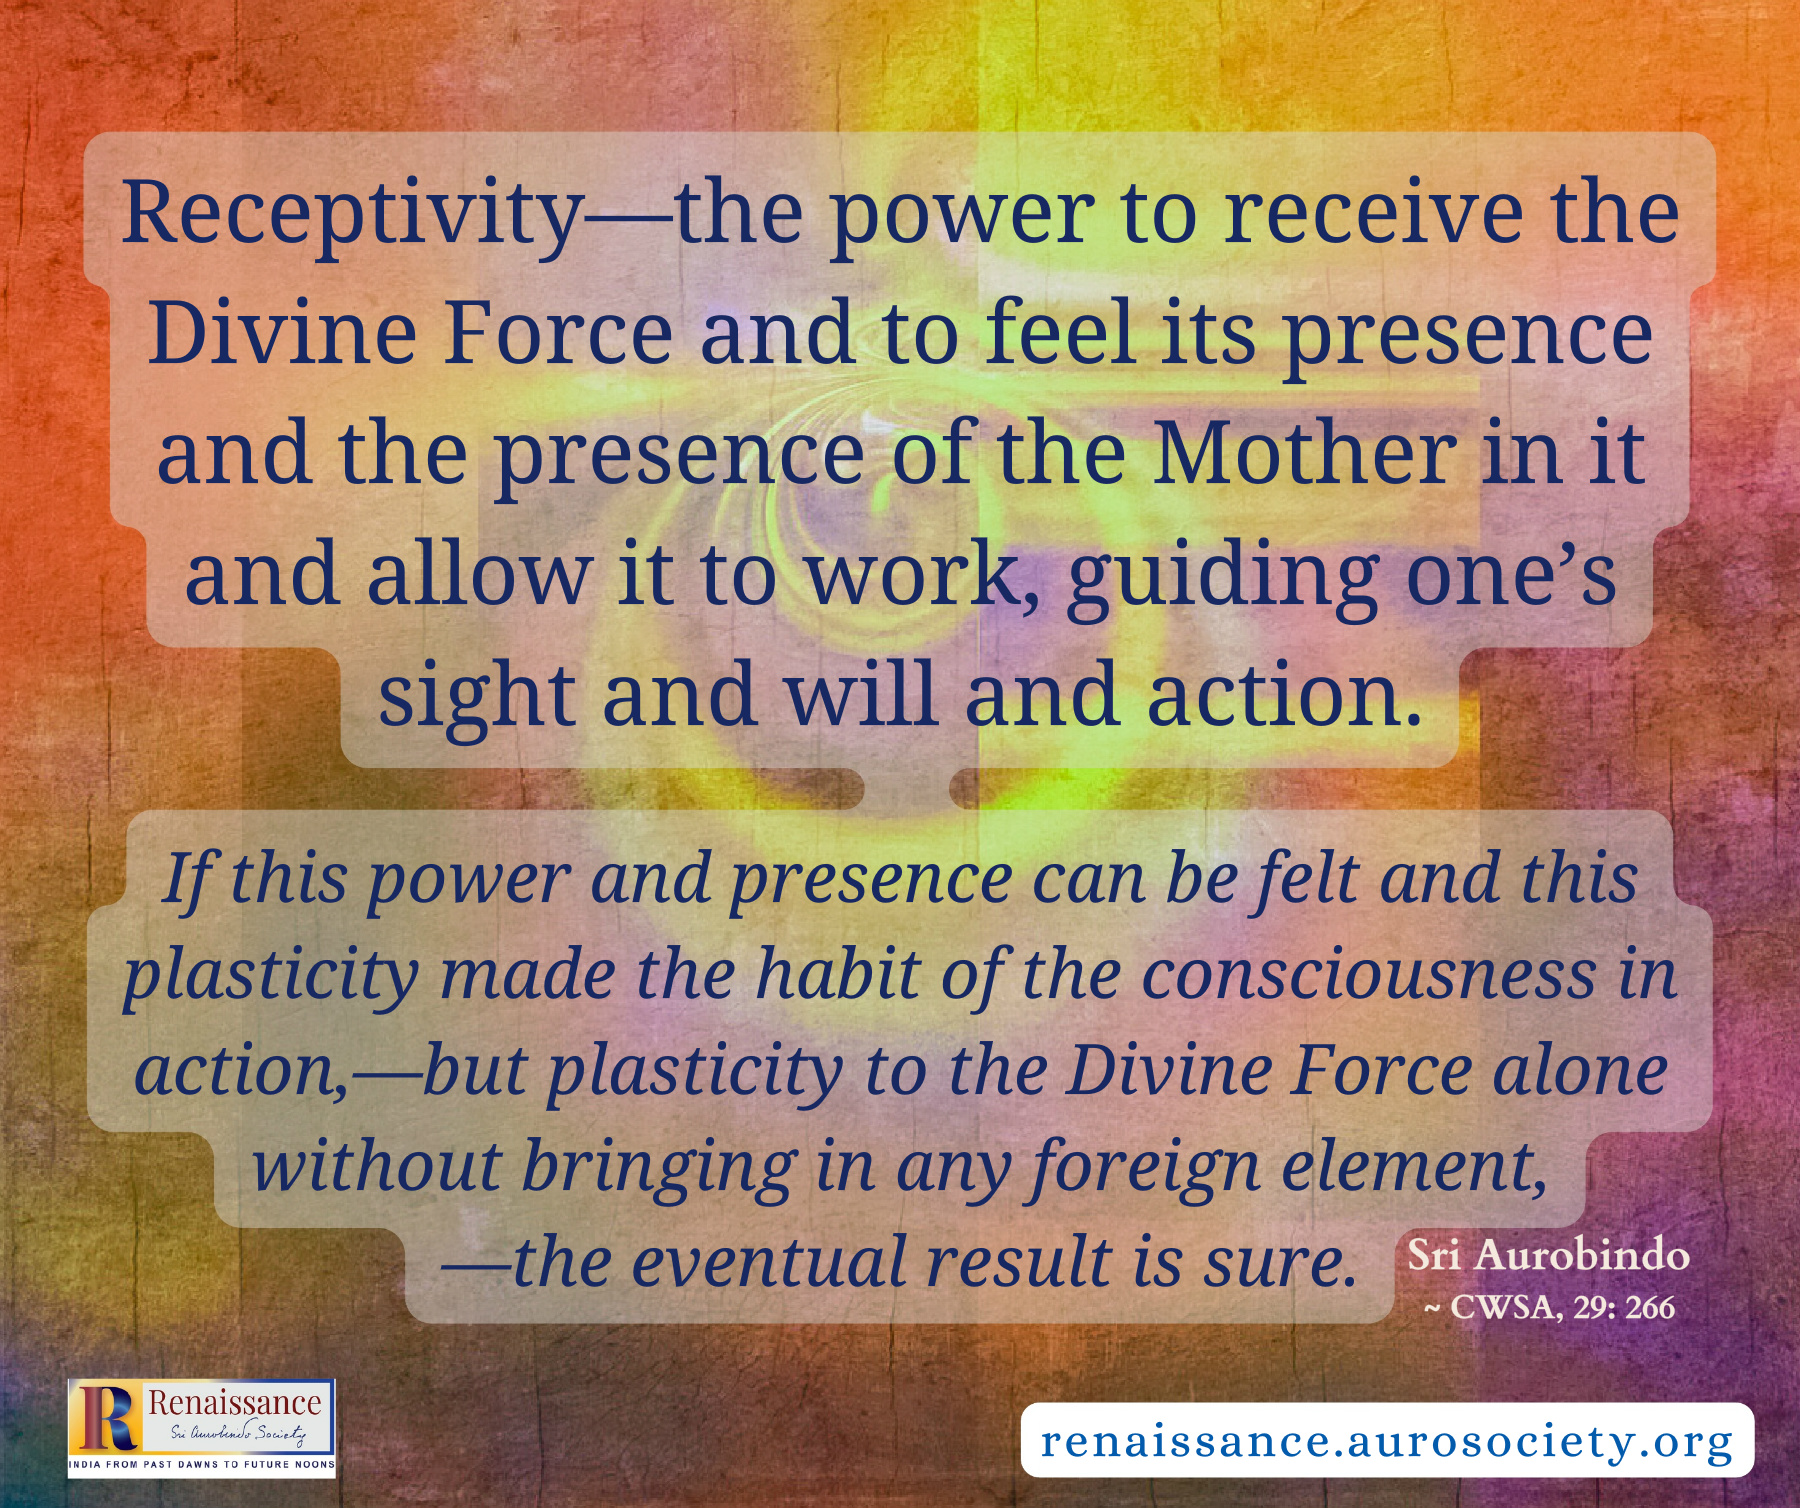 Receptivity—the power to receive the
Divine Force and to feel its presence
and the presence of the Mother in it
and allow it to work, guiding one’s
sight and will and action.
If this power and presence can be felt and this
plasticity made the habit of the consciousness in
action,—but plasticity to the Divine Force alone
without bringing in any foreign element,
—the eventual result is sure.
Sri Aurobindo
~ CWSA, 29: 266
R Renaissance
Sri Aurobindo Society
INDIA FROM PAST DAWNS TO FUTURE NOONS
renaissance.aurosociety.org